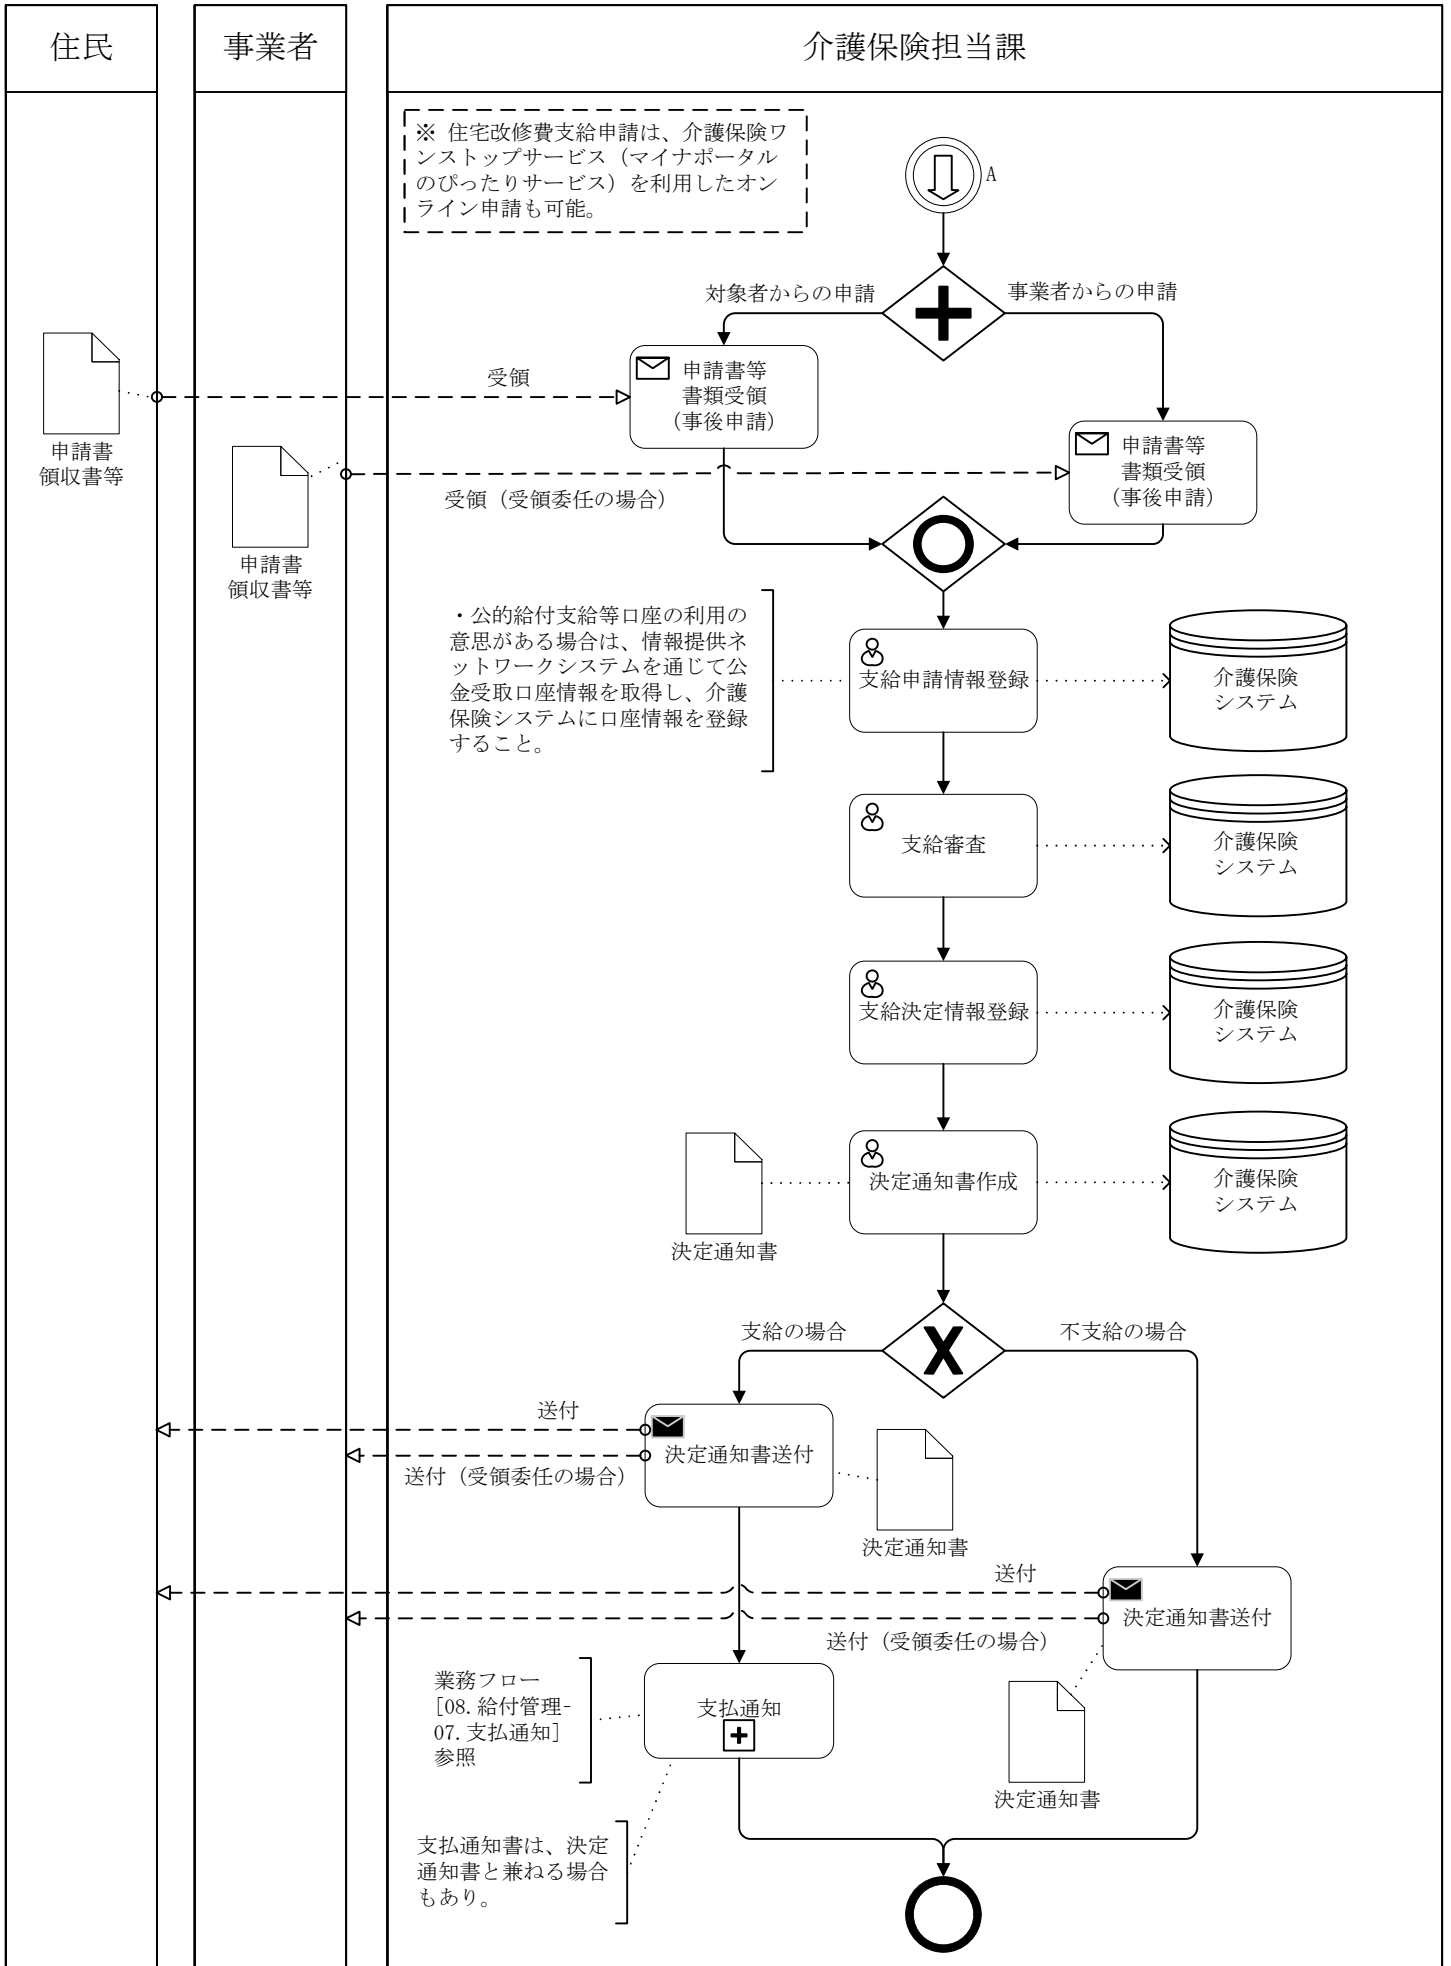 住民
事業者
介護保険担当課
※ 住宅改修費支給申請は、介護保険ワ
ンストップサービス（マイナポータル
のぴったりサービス）を利用したオン
ライン申請も可能。
A
対象者からの申請
事業者からの申請
申請書等
書類受領
（事後申請）
受領
申請書
領収書等
申請書等
書類受領
（事後申請）
受領（受領委任の場合）
申請書
領収書等
・公的給付支給等口座の利用の
意思がある場合は、情報提供ネ
ットワークシステムを通じて公
金受取口座情報を取得し、介護
保険システムに口座情報を登録
すること。
支給申請情報登録
介護保険
システム
支給審査
介護保険
システム
支給決定情報登録
介護保険
システム
決定通知書作成
介護保険
システム
決定通知書
支給の場合
不支給の場合
送付
決定通知書送付
送付（受領委任の場合）
決定通知書
送付
決定通知書送付
送付（受領委任の場合）
業務フロー
[08.給付管理-
07.支払通知]
参照
支払通知
決定通知書
支払通知書は、決定
通知書と兼ねる場合
もあり。